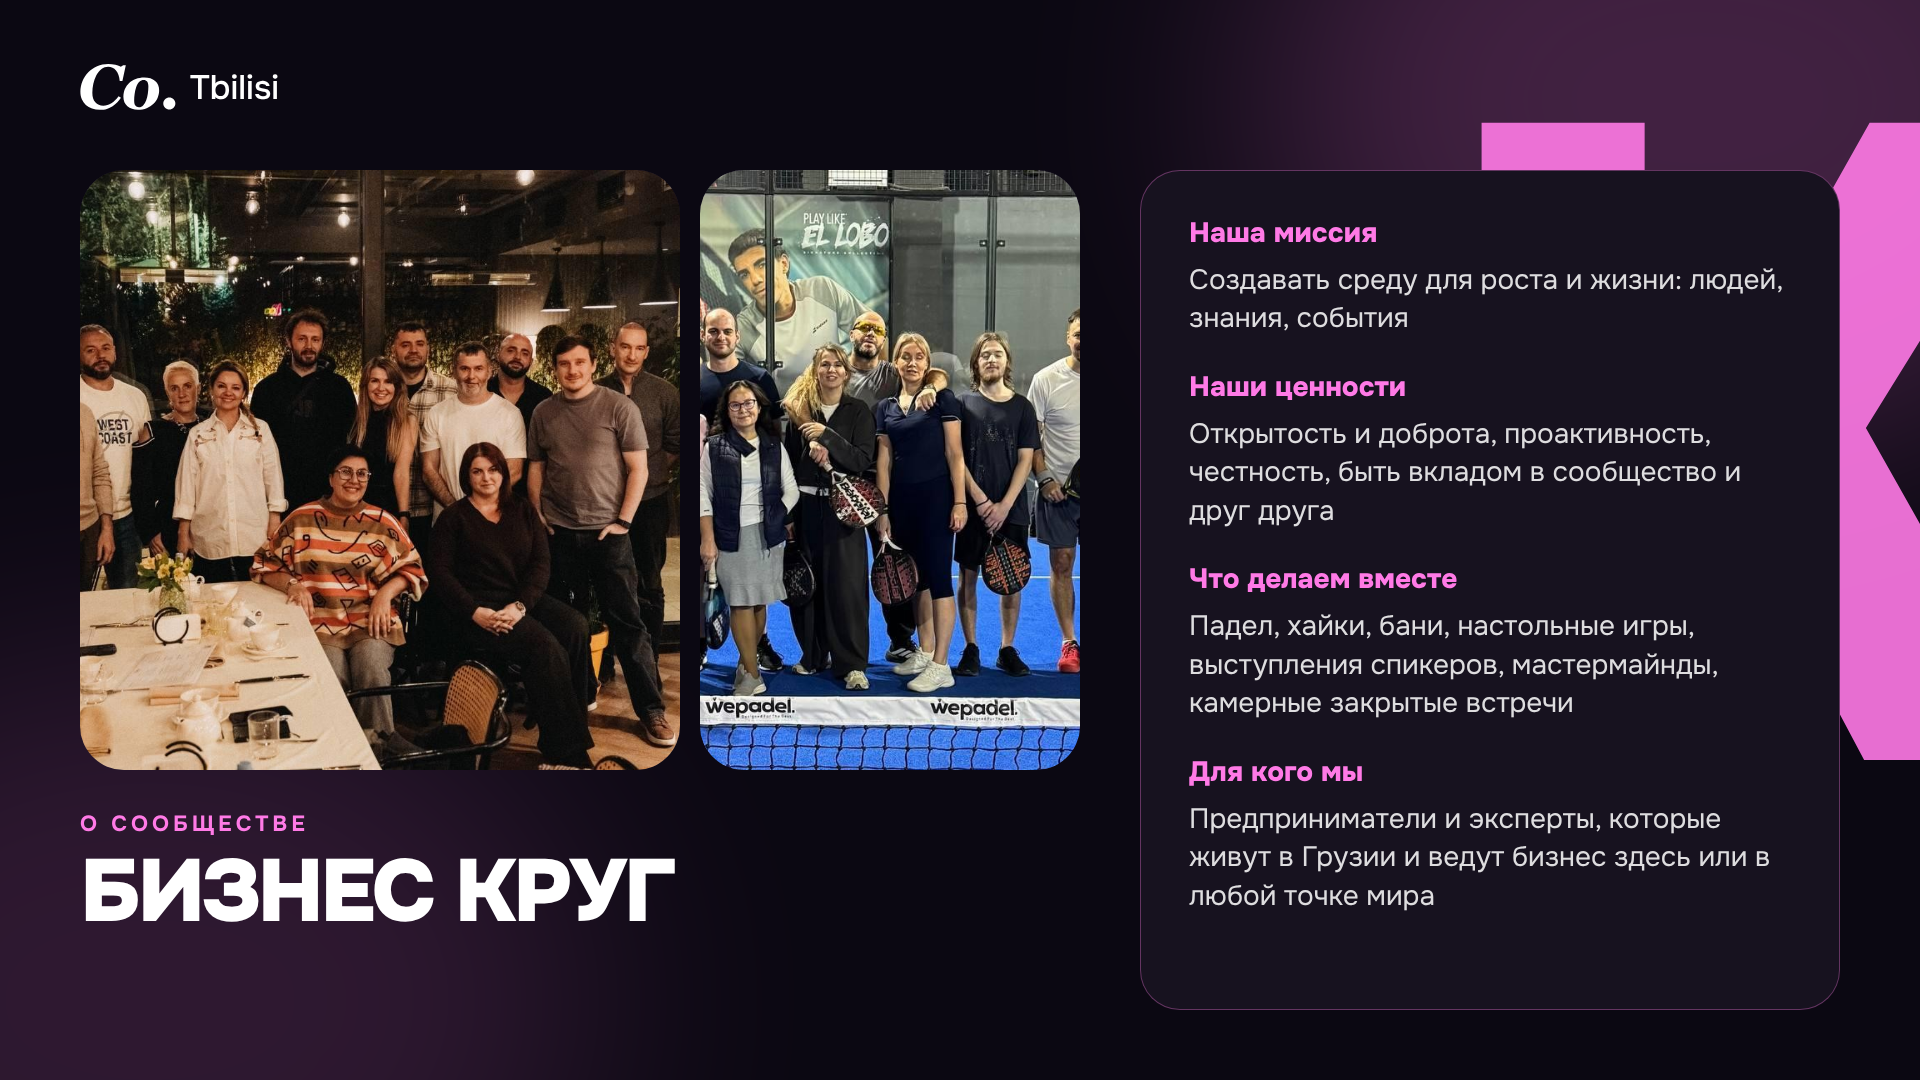 Co. Tbilisi
WEST
COAST
PLAY LIKE
EL LOBO
wepadel.
wepadel.
О СООБЩЕСТВЕ
БИЗНЕС КРУГ
Наша миссия
Создавать среду для роста и жизни: людей,
знания, события
Наши ценности
Открытость и доброта, проактивность,
честность, быть вкладом в сообщество и
друг друга
Что делаем вместе
Падел, хайки, бани, настольные игры,
выступления спикеров, мастермайнды,
камерные закрытые встречи
Для кого мы
Предприниматели и эксперты, которые
живут в Грузии и ведут бизнес здесь или в
любой точке мира